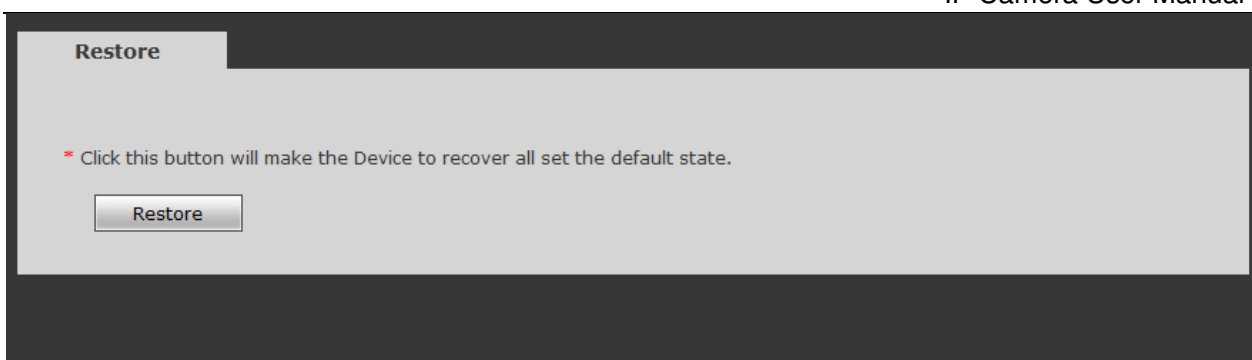 Camera User Manual
Restore
* Click this button will make the Device to recover all set the default state.
Restore